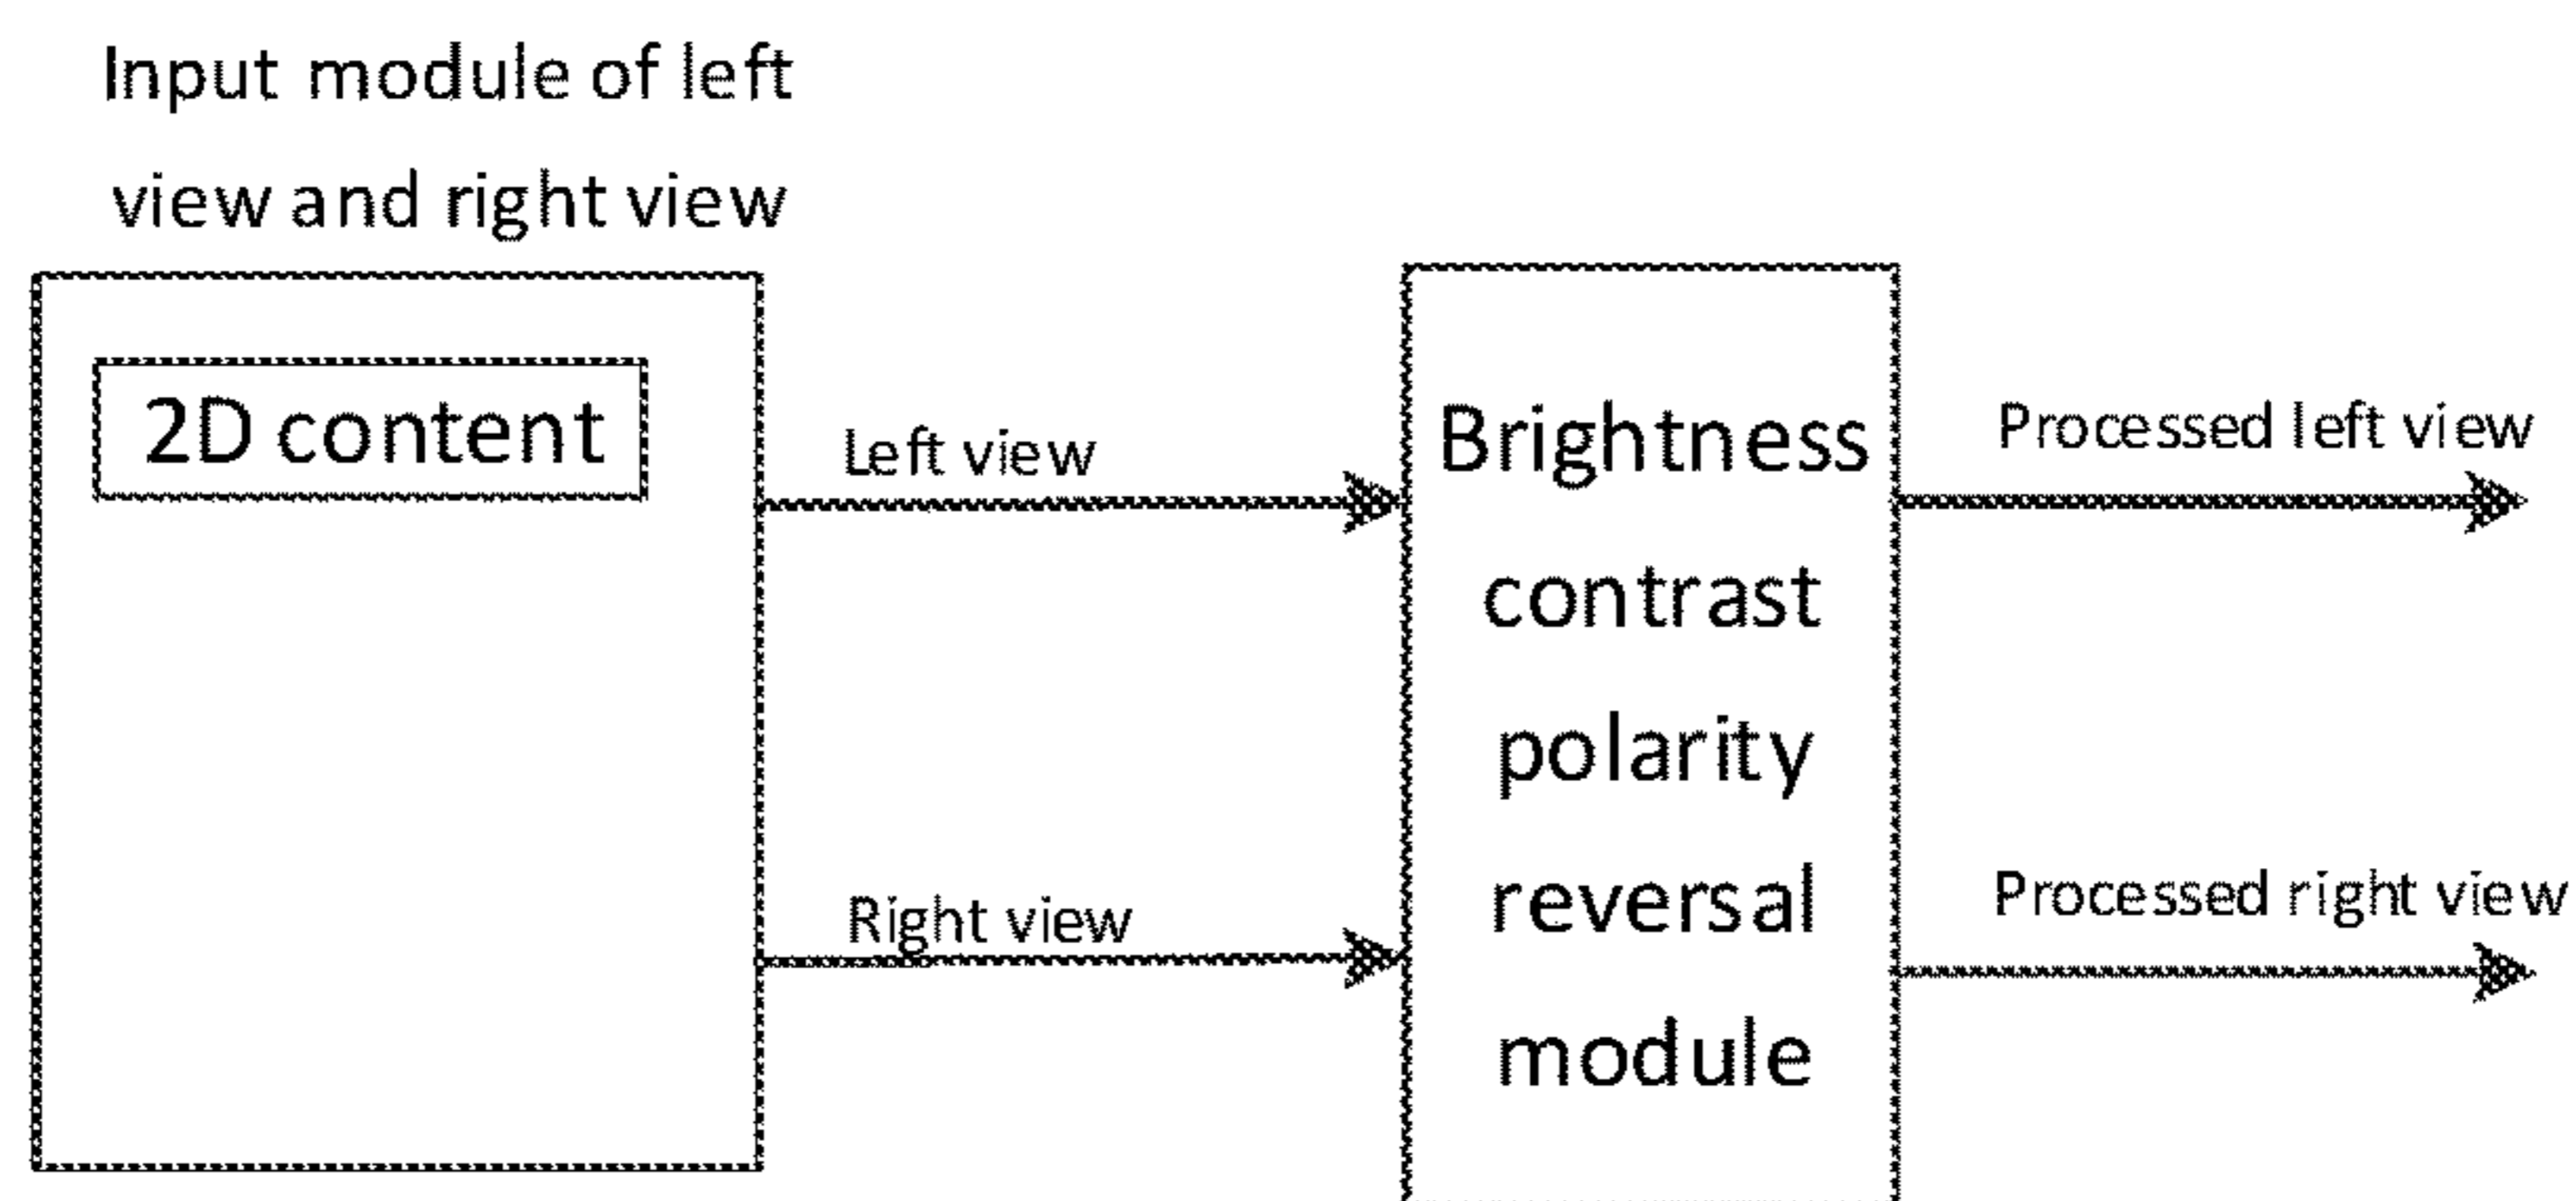 Input module of left
view and right view
2D content
Left view
Right view
Brightness
contrast
polarity
reversal
module
Processed left view
Processed right view